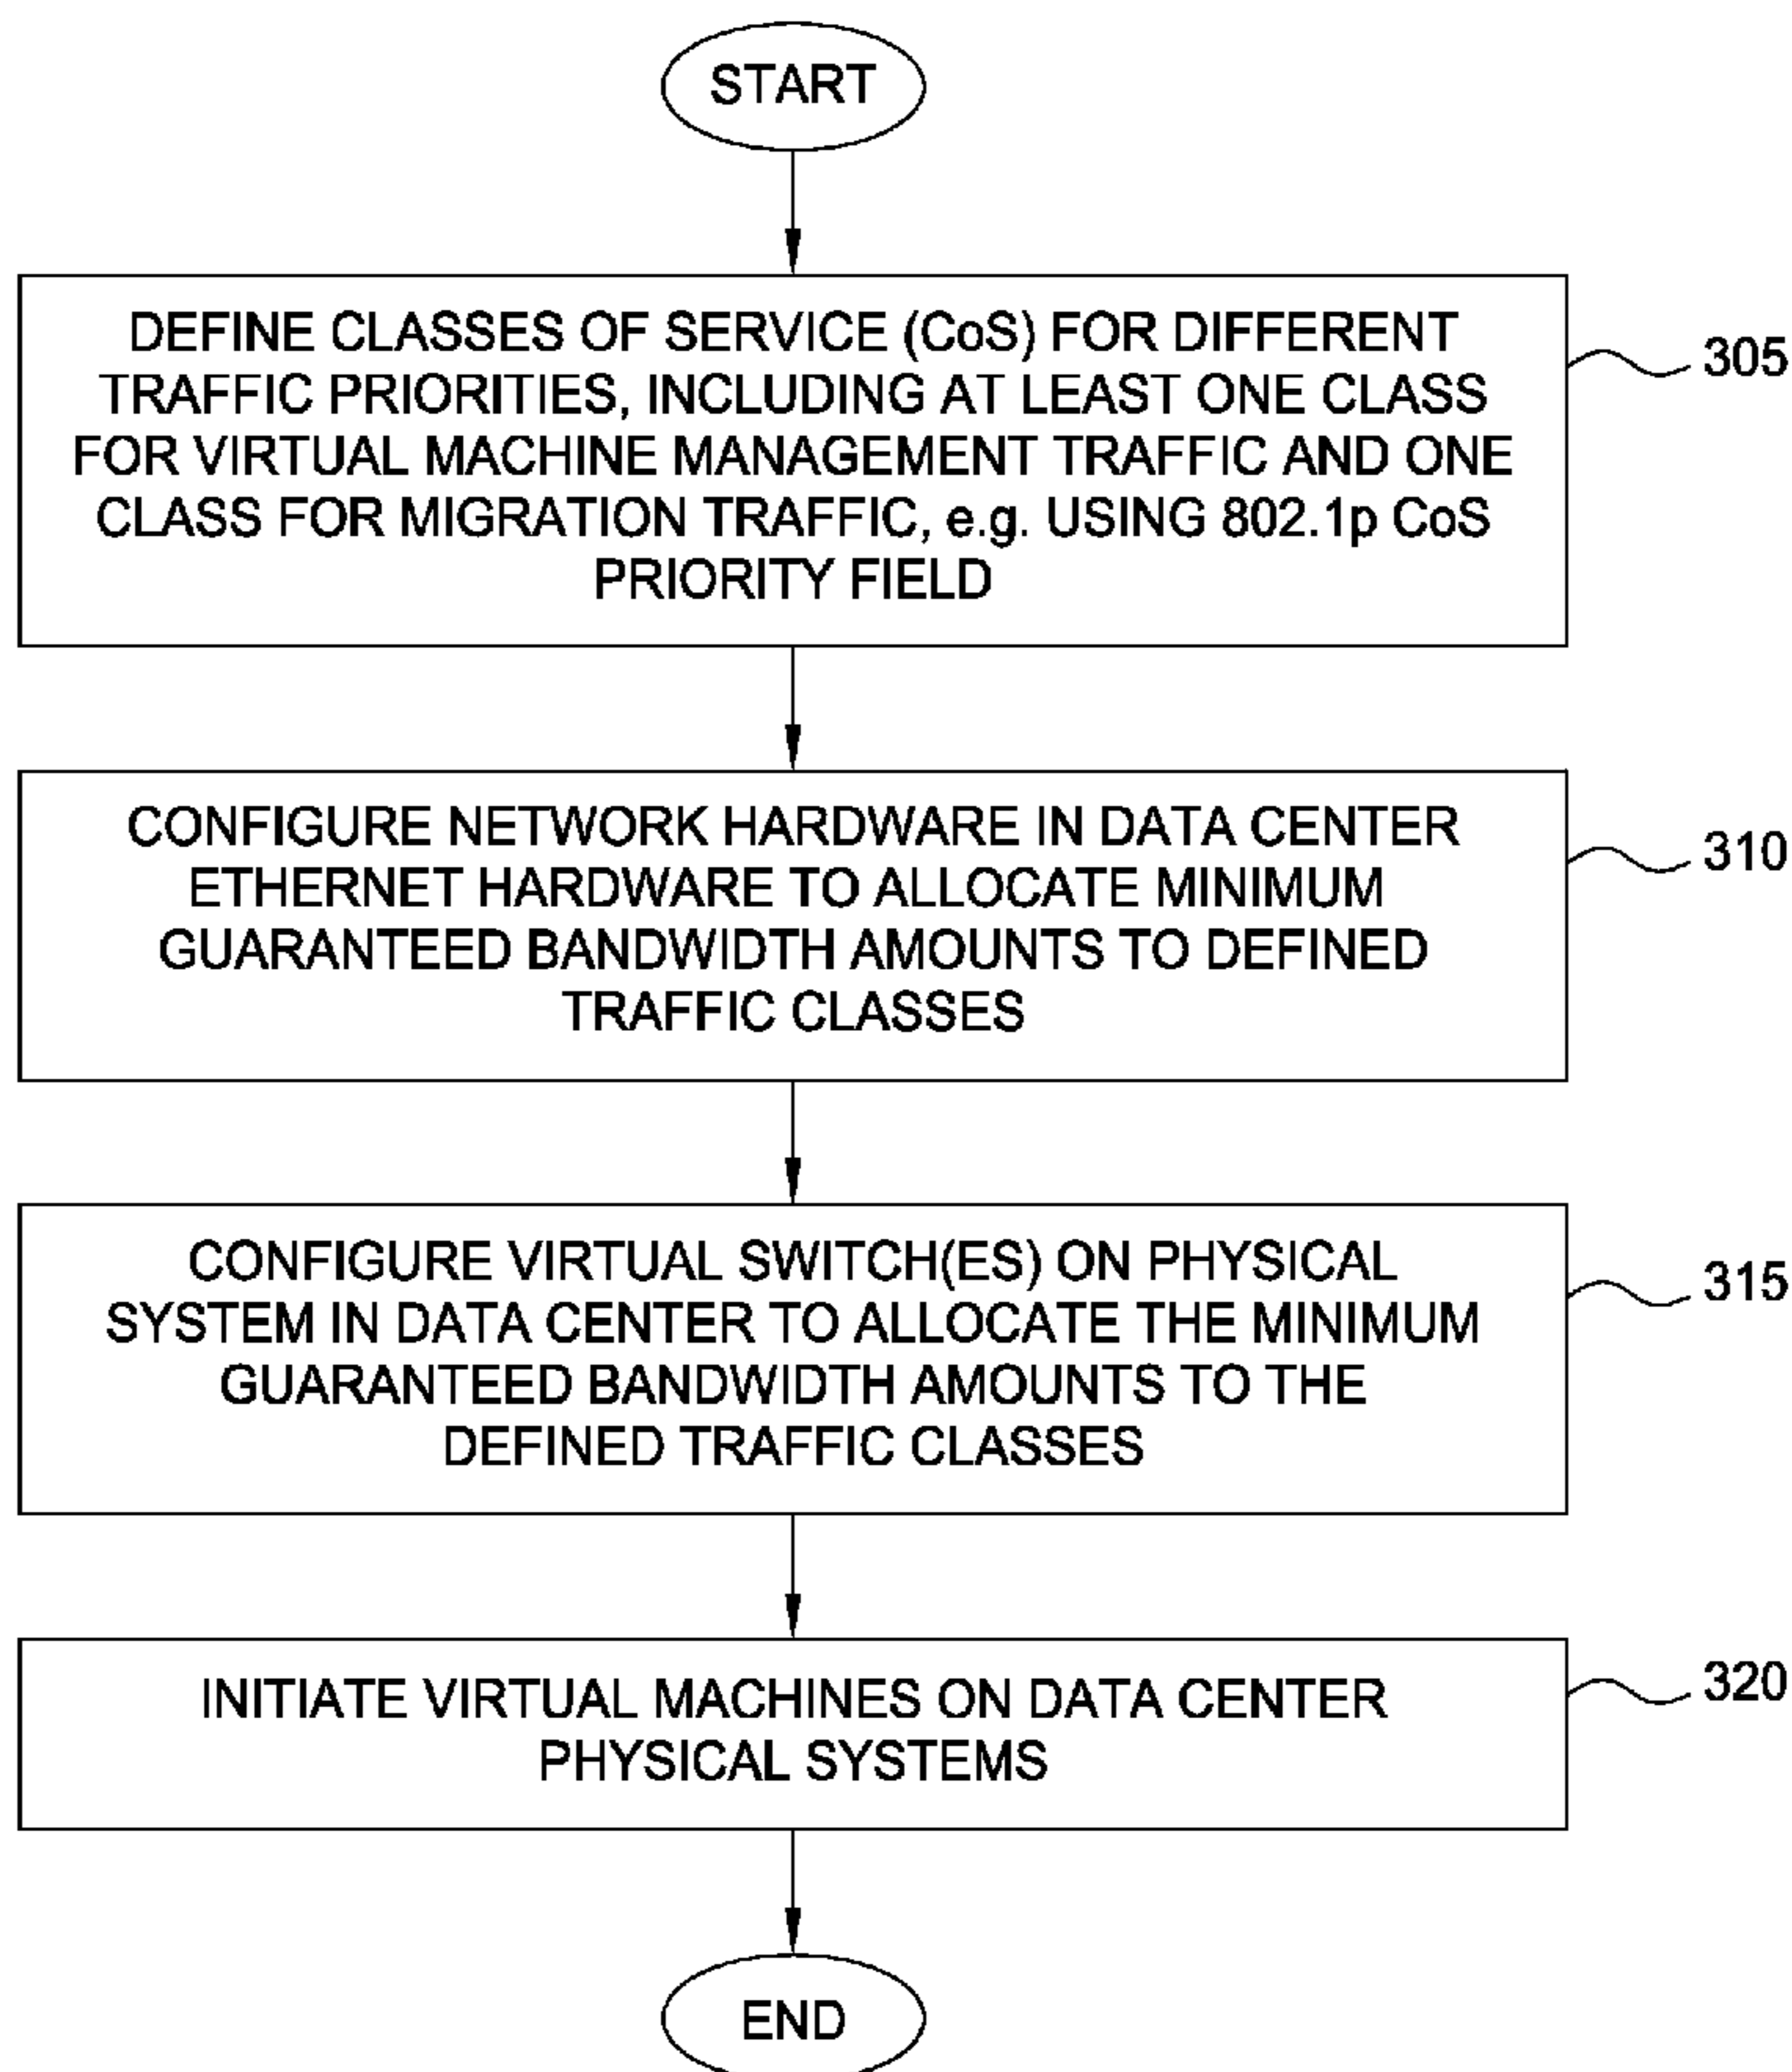 START
DEFINE CLASSES OF SERVICE (CoS) FOR DIFFERENT
TRAFFIC PRIORITIES, INCLUDING AT LEAST ONE CLASS
FOR VIRTUAL MACHINE MANAGEMENT TRAFFIC AND ONE
CLASS FOR MIGRATION TRAFFIC, e.g. USING 802.1p CoS
PRIORITY FIELD
305
CONFIGURE NETWORK HARDWARE IN DATA CENTER
ETHERNET HARDWARE TO ALLOCATE MINIMUM
GUARANTEED BANDWIDTH AMOUNTS TO DEFINED
TRAFFIC CLASSES
310
CONFIGURE VIRTUAL SWITCH(ES) ON PHYSICAL
SYSTEM IN DATA CENTER TO ALLOCATE THE MINIMUM
GUARANTEED BANDWIDTH AMOUNTS TO THE
DEFINED TRAFFIC CLASSES
315
INITIATE VIRTUAL MACHINES ON DATA CENTER
PHYSICAL SYSTEMS
320
END